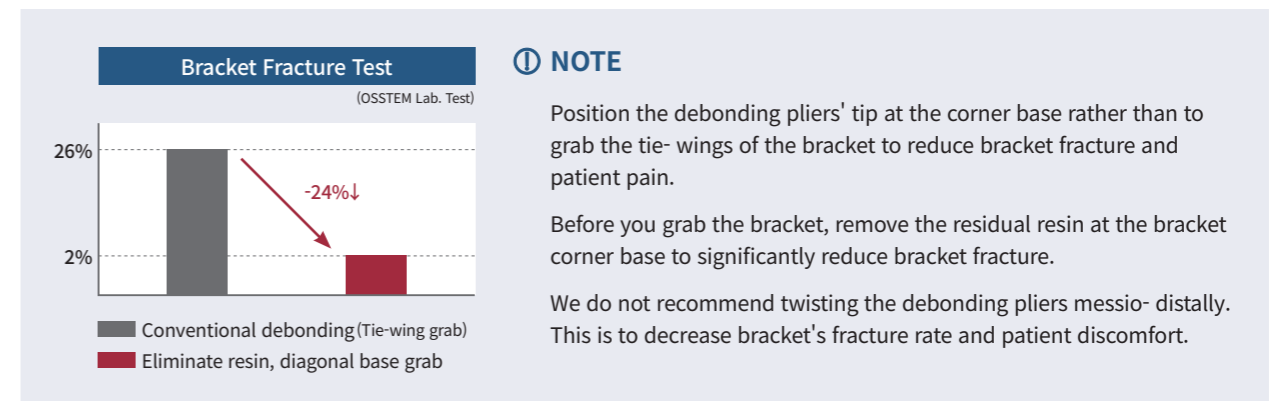 Bracket Fracture Test
(OSSTEM Lab. Test)
26%
-24%↓
2%
Conventional debonding (Tie-wing grab)
Eliminate resin, diagonal base grab
NOTE
Position the debonding pliers' tip at the corner base rather than to
grab the tie- wings of the bracket to reduce bracket fracture and
patient pain.
Before you grab the bracket, remove the residual resin at the bracket
corner base to significantly reduce bracket fracture.
We do not recommend twisting the debonding pliers messio- distally.
This is to decrease bracket's fracture rate and patient discomfort.